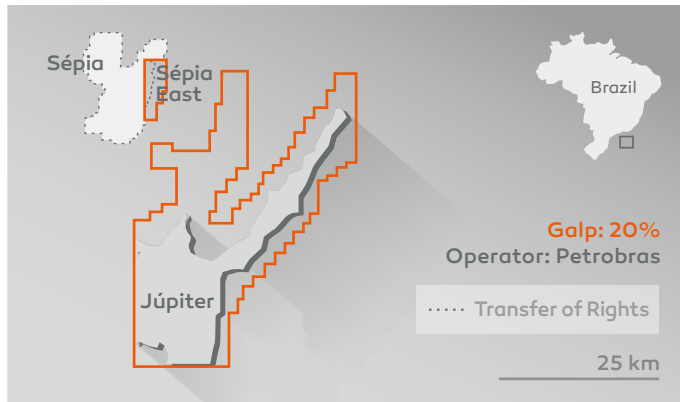 Sépia
Sépia
East
Brazil
Galp: 20%
Operator: Petrobras
Júpiter
Transfer of Rights
25 km